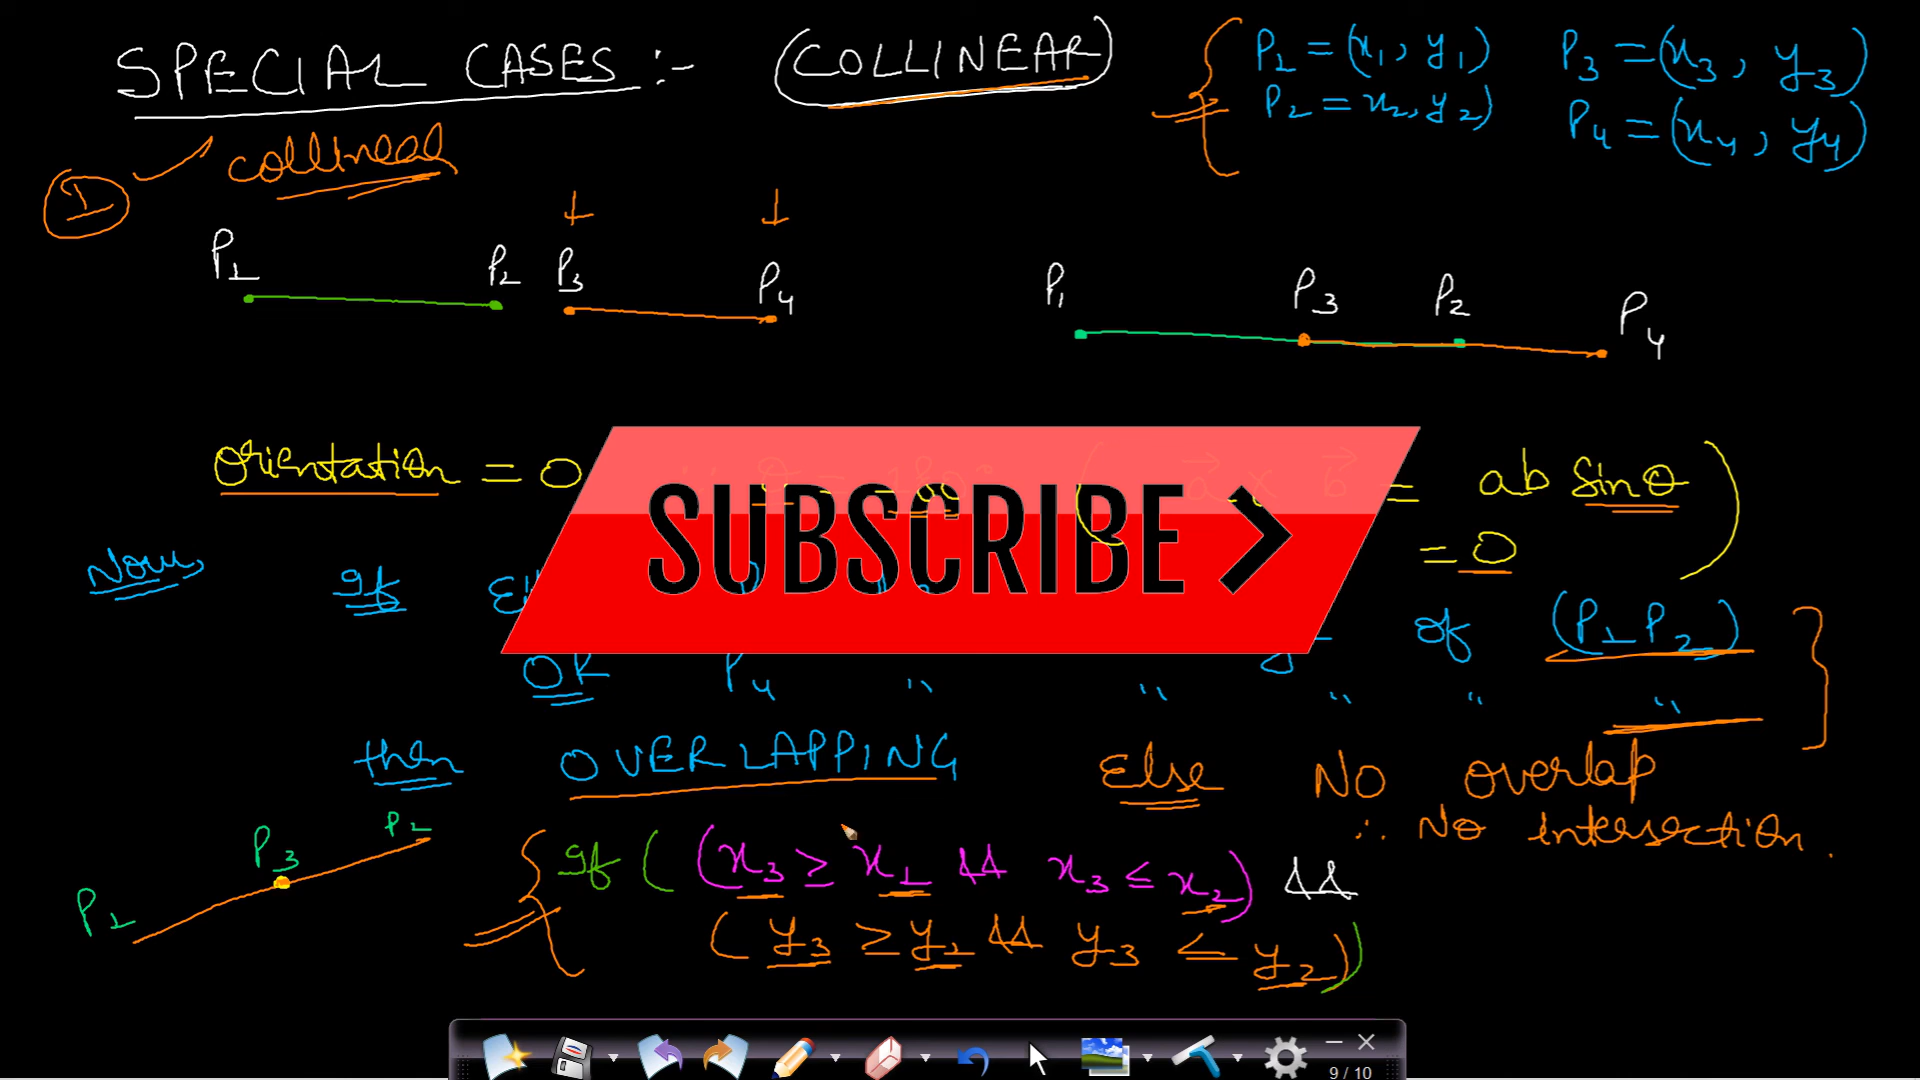 SPECIAL CASES :- (COLLINEAR)
P1 = (x1, y1) P3 = (x3, y3)
P2 = x2, y2) P4 = (x4, y4)
1 collinear
P1 P2 P3 P4
P1 P3 P2 P4
orientation = 0
= ab sinθ)
= 0
SUBSCRIBE >
Now, If
of (P1 P2)
OR P4 " " " " "
then OVERLAPPING Else NO overlap
∴ No intersection.
P1 P3 P2
If ( (x3 ≥ x1 && x3 ≤ x2) &&
(y3 ≥ y1 && y3 ≤ y2))
9 / 10